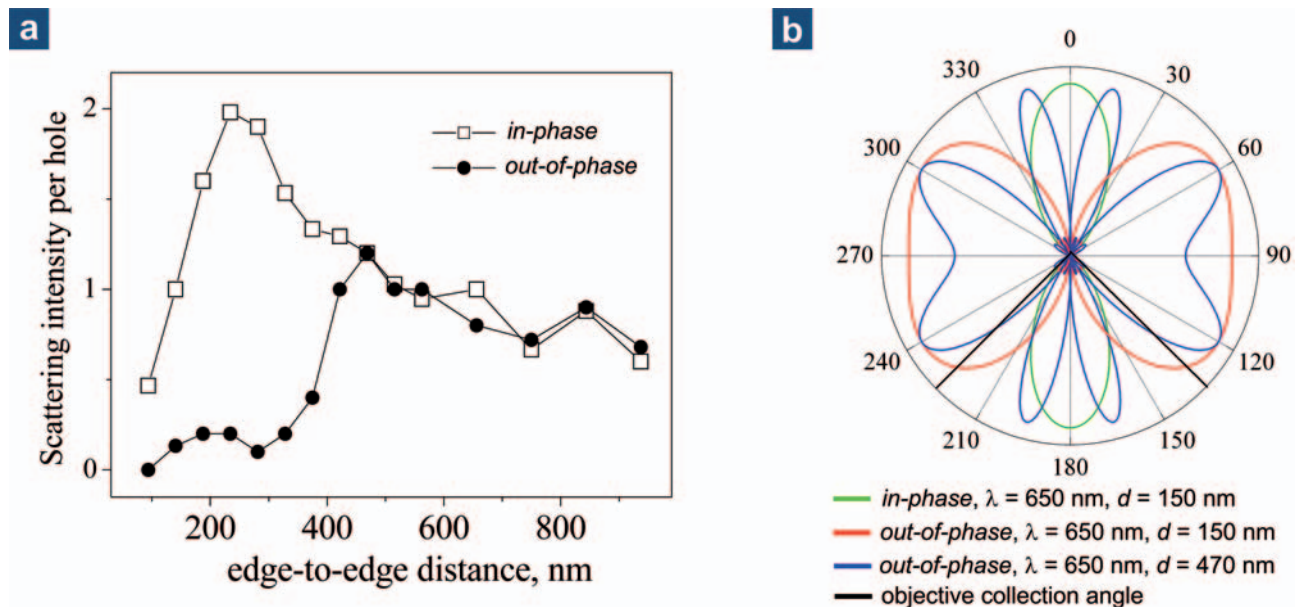 a
Scattering intensity per hole
2
1
0
in-phase
out-of-phase
200 400 600 800
edge-to-edge distance, nm
b
0
30
60
90
120
150
180
210
240
270
300
330
in-phase, λ = 650 nm, d = 150 nm
out-of-phase, λ = 650 nm, d = 150 nm
out-of-phase, λ = 650 nm, d = 470 nm
objective collection angle